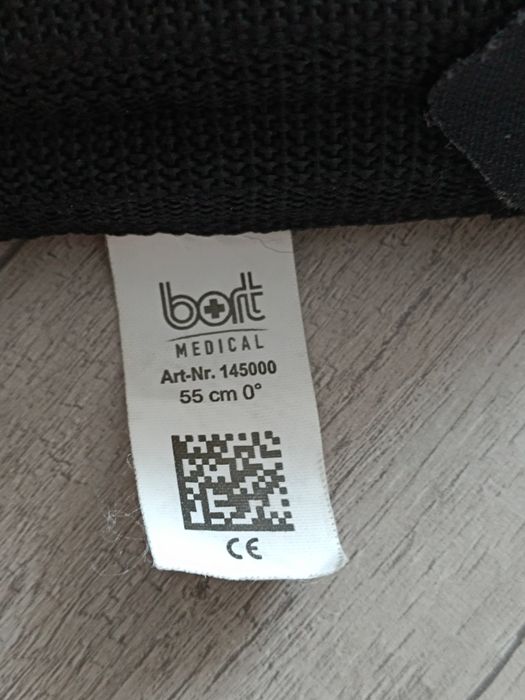 bort
MEDICAL
Art-Nr. 145000
55 cm 0°
CE